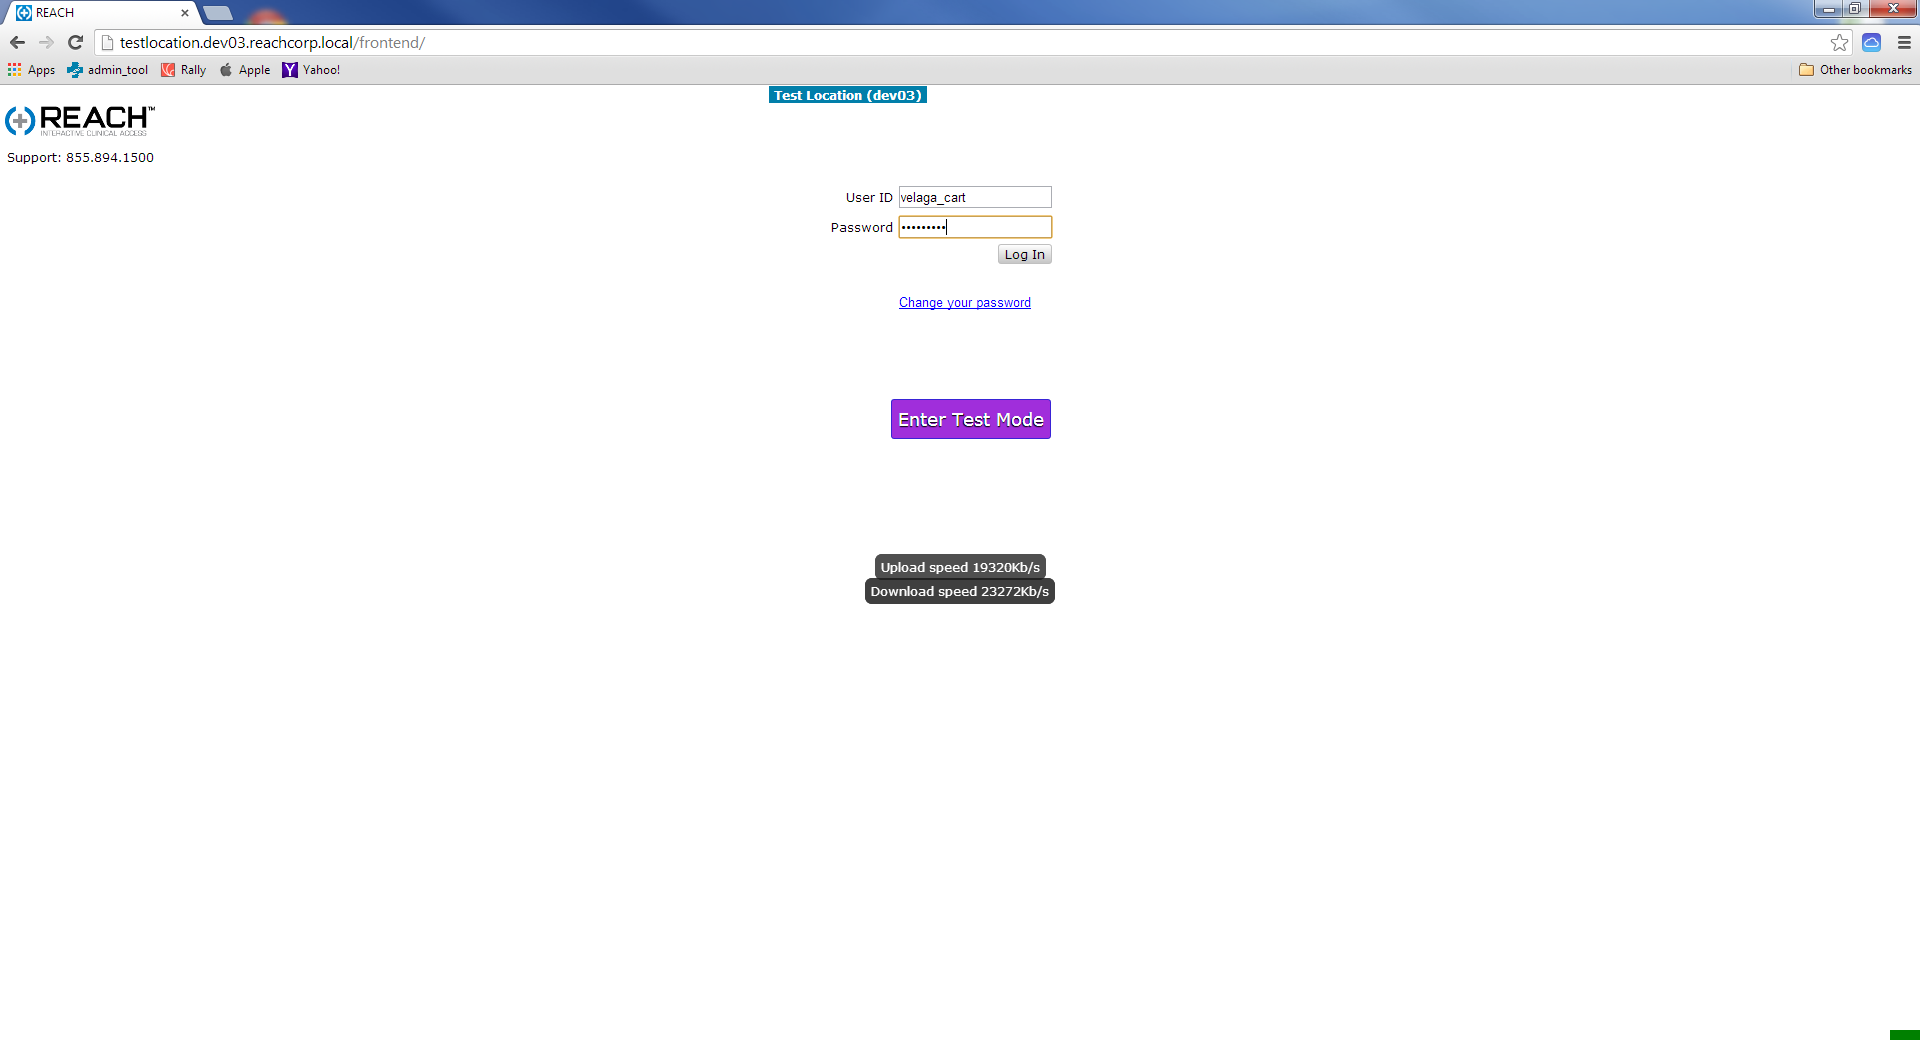 REACH
testlocation.dev03.reachcorp.local/frontend/
Apps admin_tool Rally Apple Yahoo! Other bookmarks
Test Location (dev03)
REACH™
INTERACTIVE CLINICAL ACCESS
Support: 855.894.1500
User ID velaga_cart
Password •••••••••
Log In
Change your password
Enter Test Mode
Upload speed 19320Kb/s
Download speed 23272Kb/s